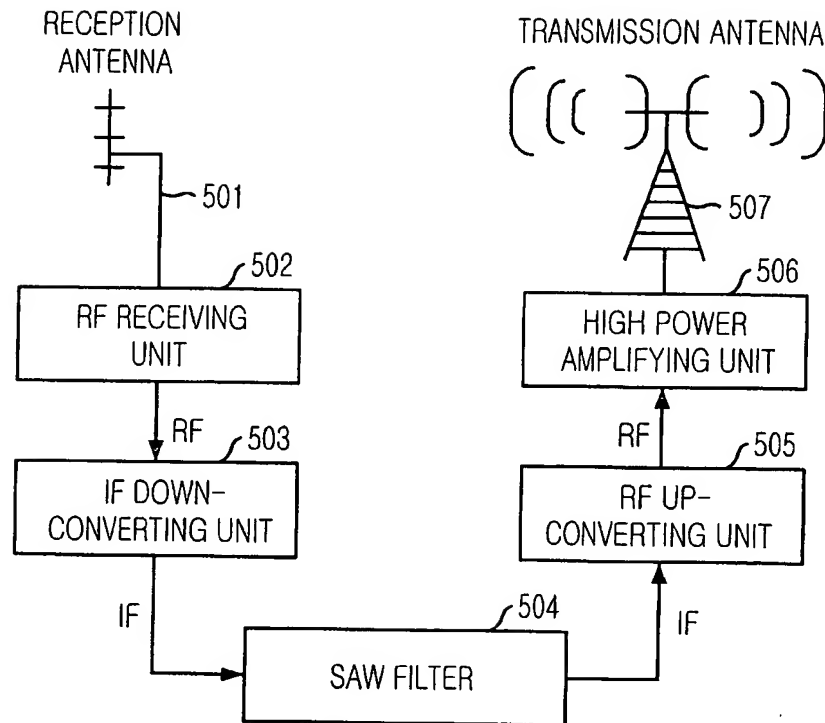 RECEPTION
ANTENNA
501
502
RF RECEIVING
UNIT
RF
503
IF DOWN-
CONVERTING UNIT
IF
504
SAW FILTER
IF
505
RF UP-
CONVERTING UNIT
RF
506
HIGH POWER
AMPLIFYING UNIT
507
TRANSMISSION ANTENNA